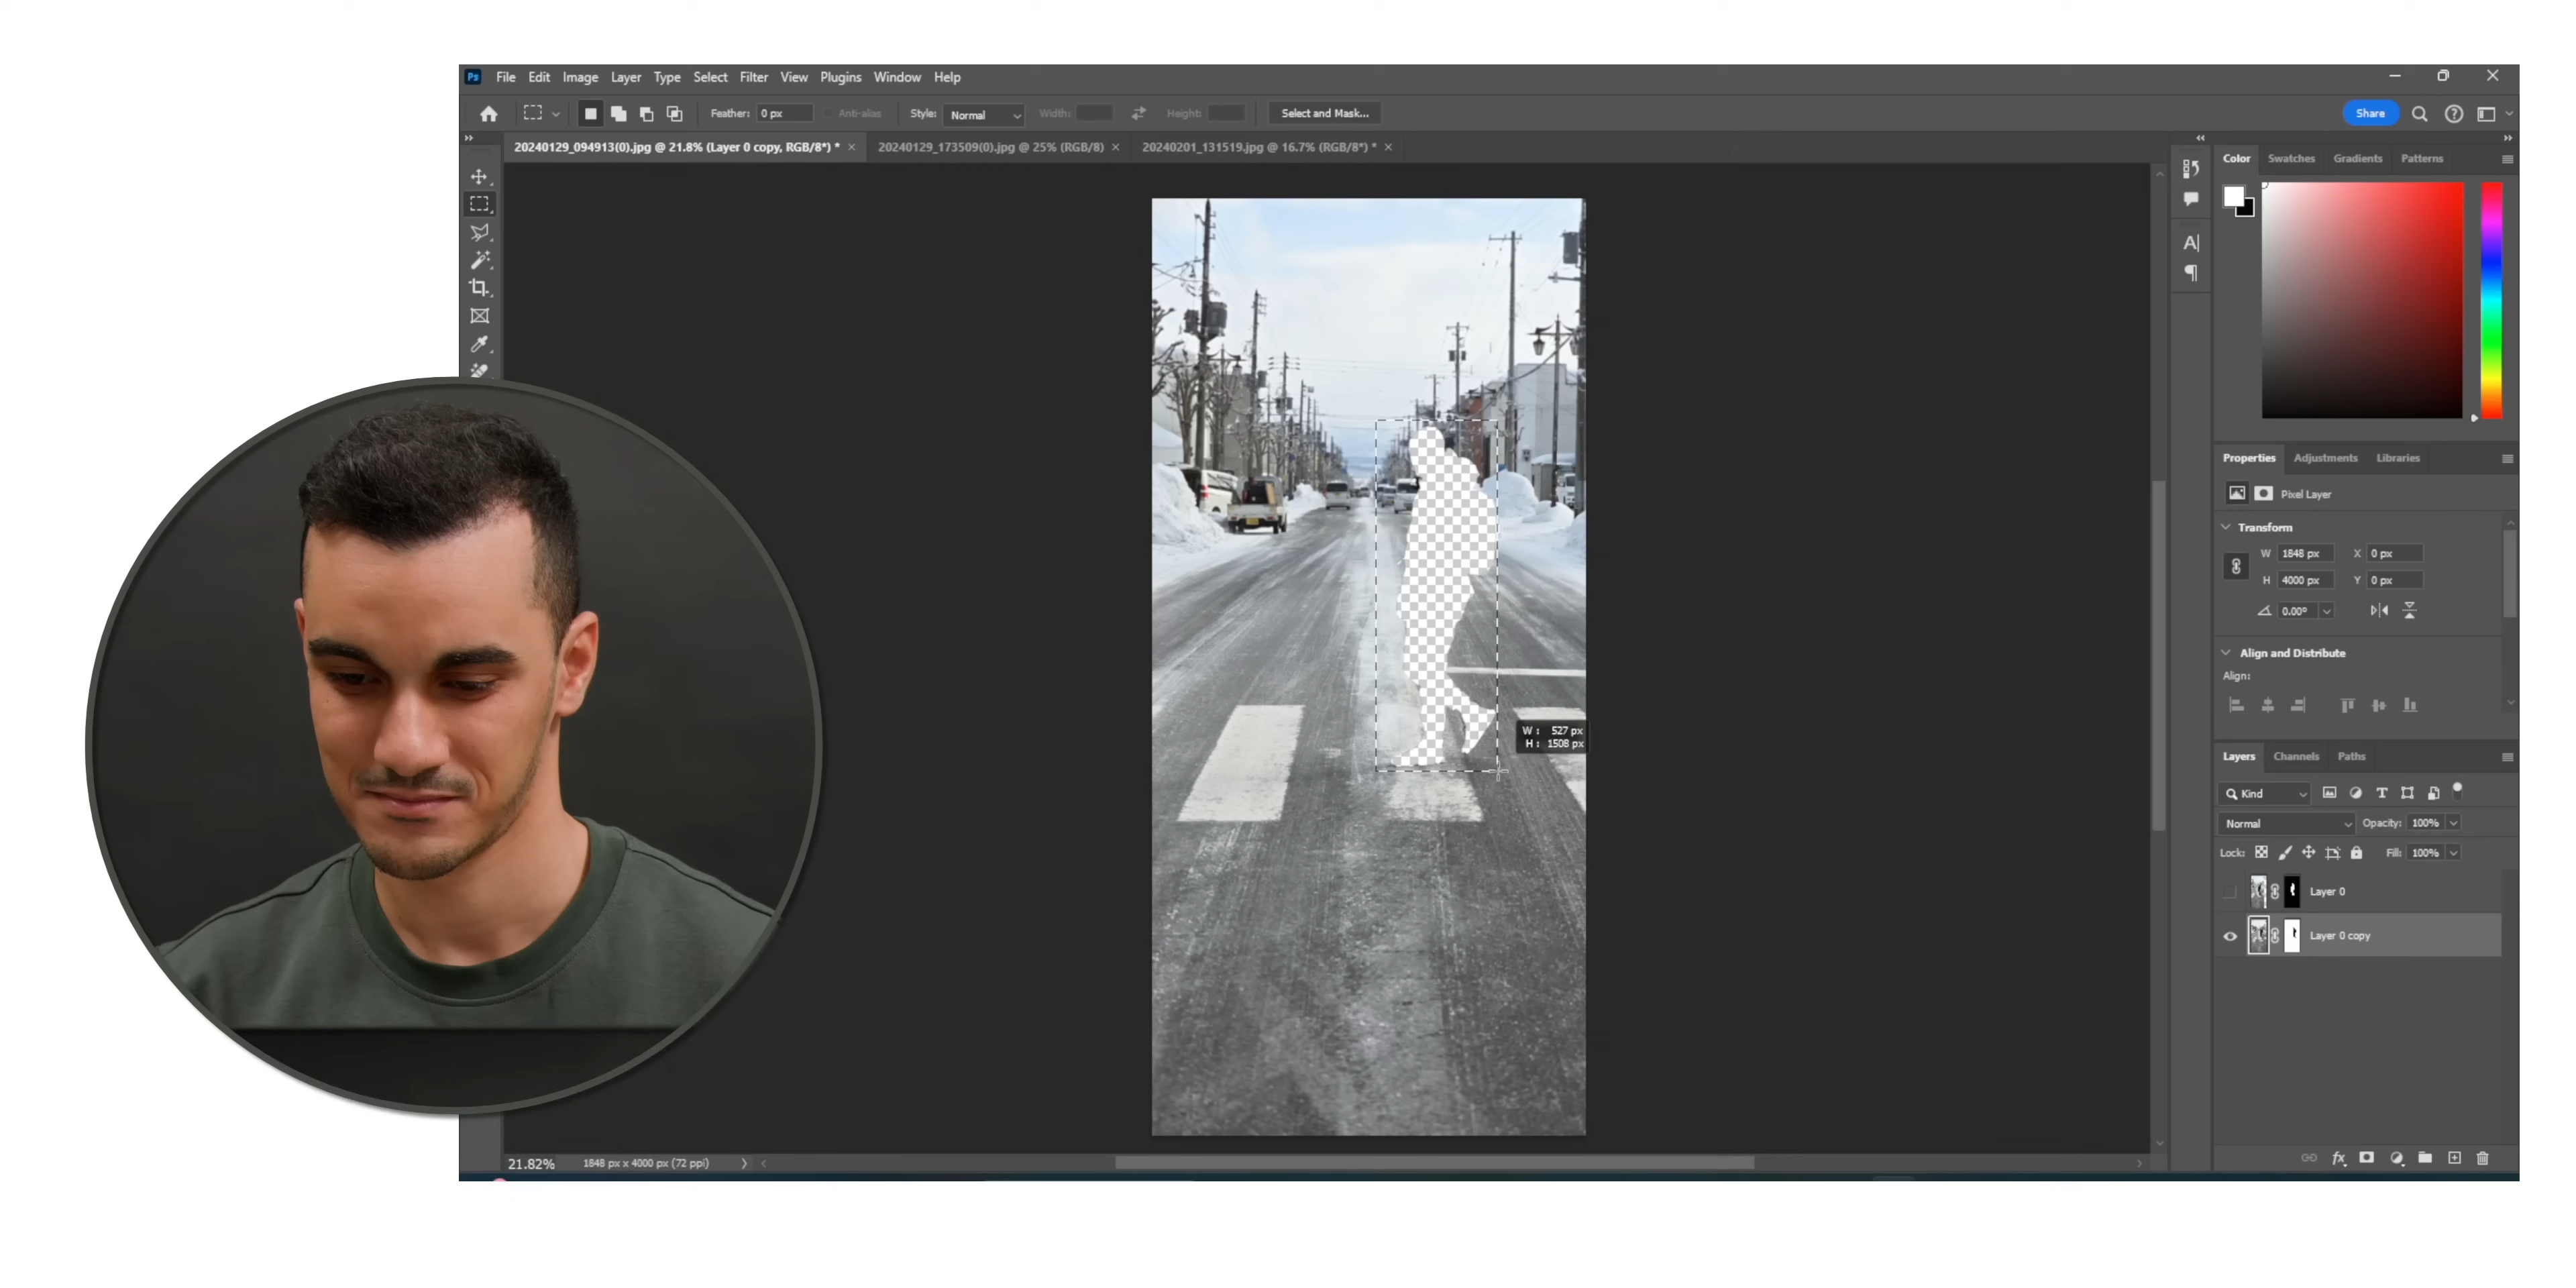 Ps File Edit Image Layer Type Select Filter View Plugins Window Help
Feather: 0 px Anti-alias Style: Normal Width: Height: Select and Mask... Share
20240129_094913(0).jpg @ 21.8% (Layer 0 copy, RGB/8*) * × 20240129_173509(0).jpg @ 25% (RGB/8) × 20240201_131519.jpg @ 16.7% (RGB/8*) * ×
Color Swatches Gradients Patterns
Properties Adjustments Libraries
Pixel Layer
Transform
W 1848 px X 0 px
H 4000 px Y 0 px
0.00°
Align and Distribute
Align:
W: 527 px
H: 1508 px
Layers Channels Paths
Kind
Normal Opacity: 100%
Lock: Fill: 100%
Layer 0
Layer 0 copy
21.82% 1848 px x 4000 px (72 ppi)
fx